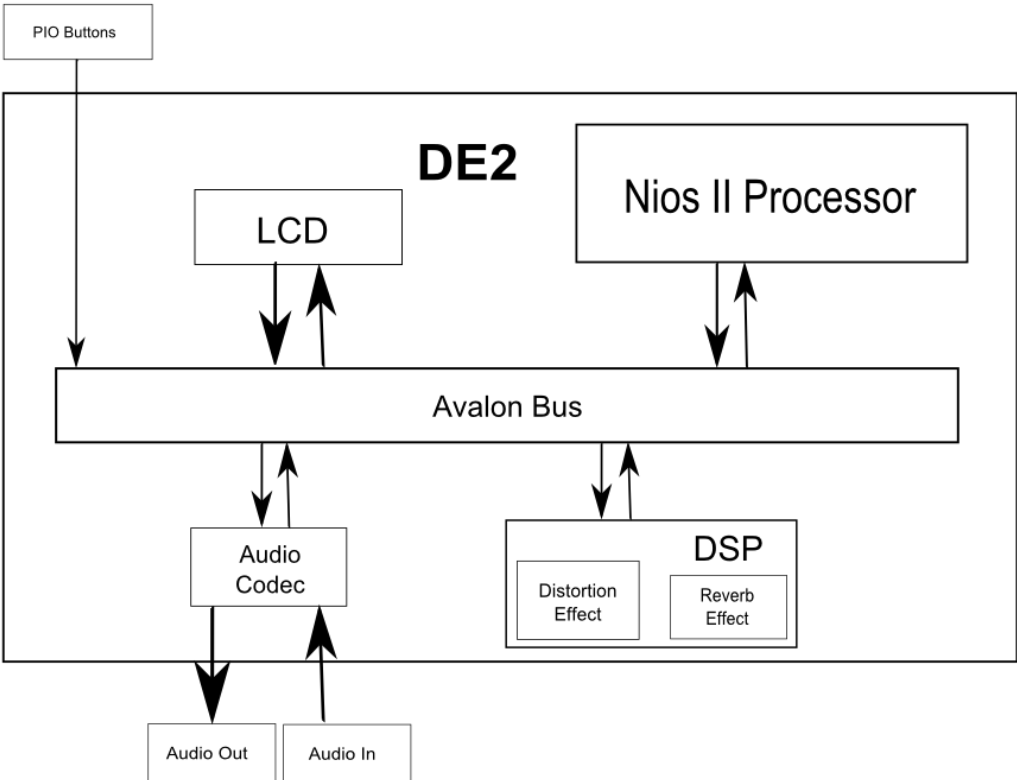 PIO Buttons
DE2
Nios II Processor
LCD
Avalon Bus
Audio
Codec
DSP
Distortion
Effect
Reverb
Effect
Audio Out
Audio In